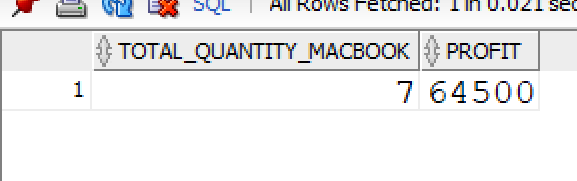 SQL | All Rows Fetched: 1 in 0.021 sec
TOTAL_QUANTITY_MACBOOK PROFIT
1 7 64500